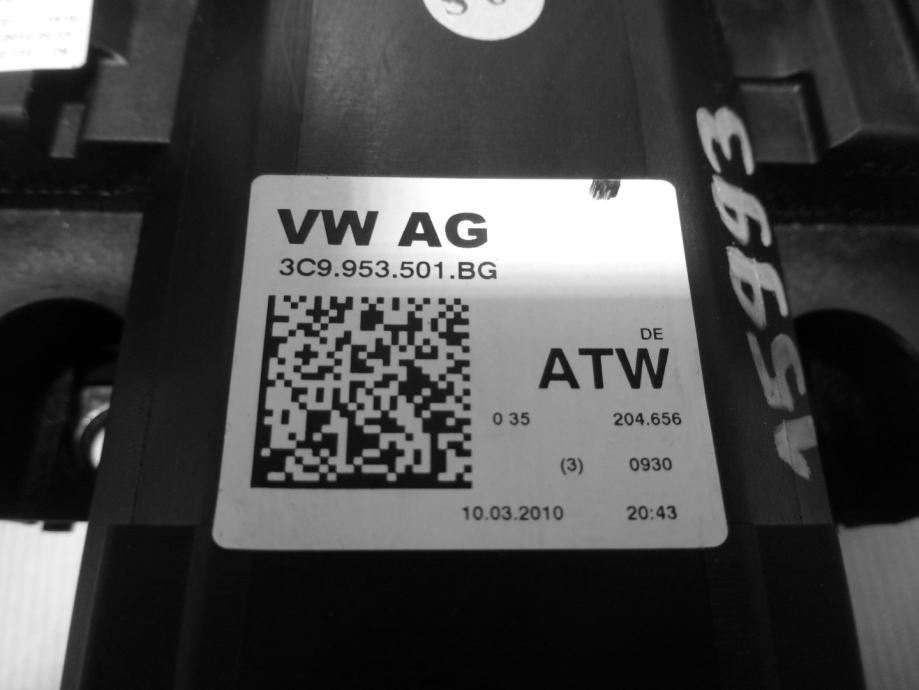 VW AG
3C9.953.501.BG
DE
ATW
0 35 204.656
(3) 0930
10.03.2010 20:43
A5993